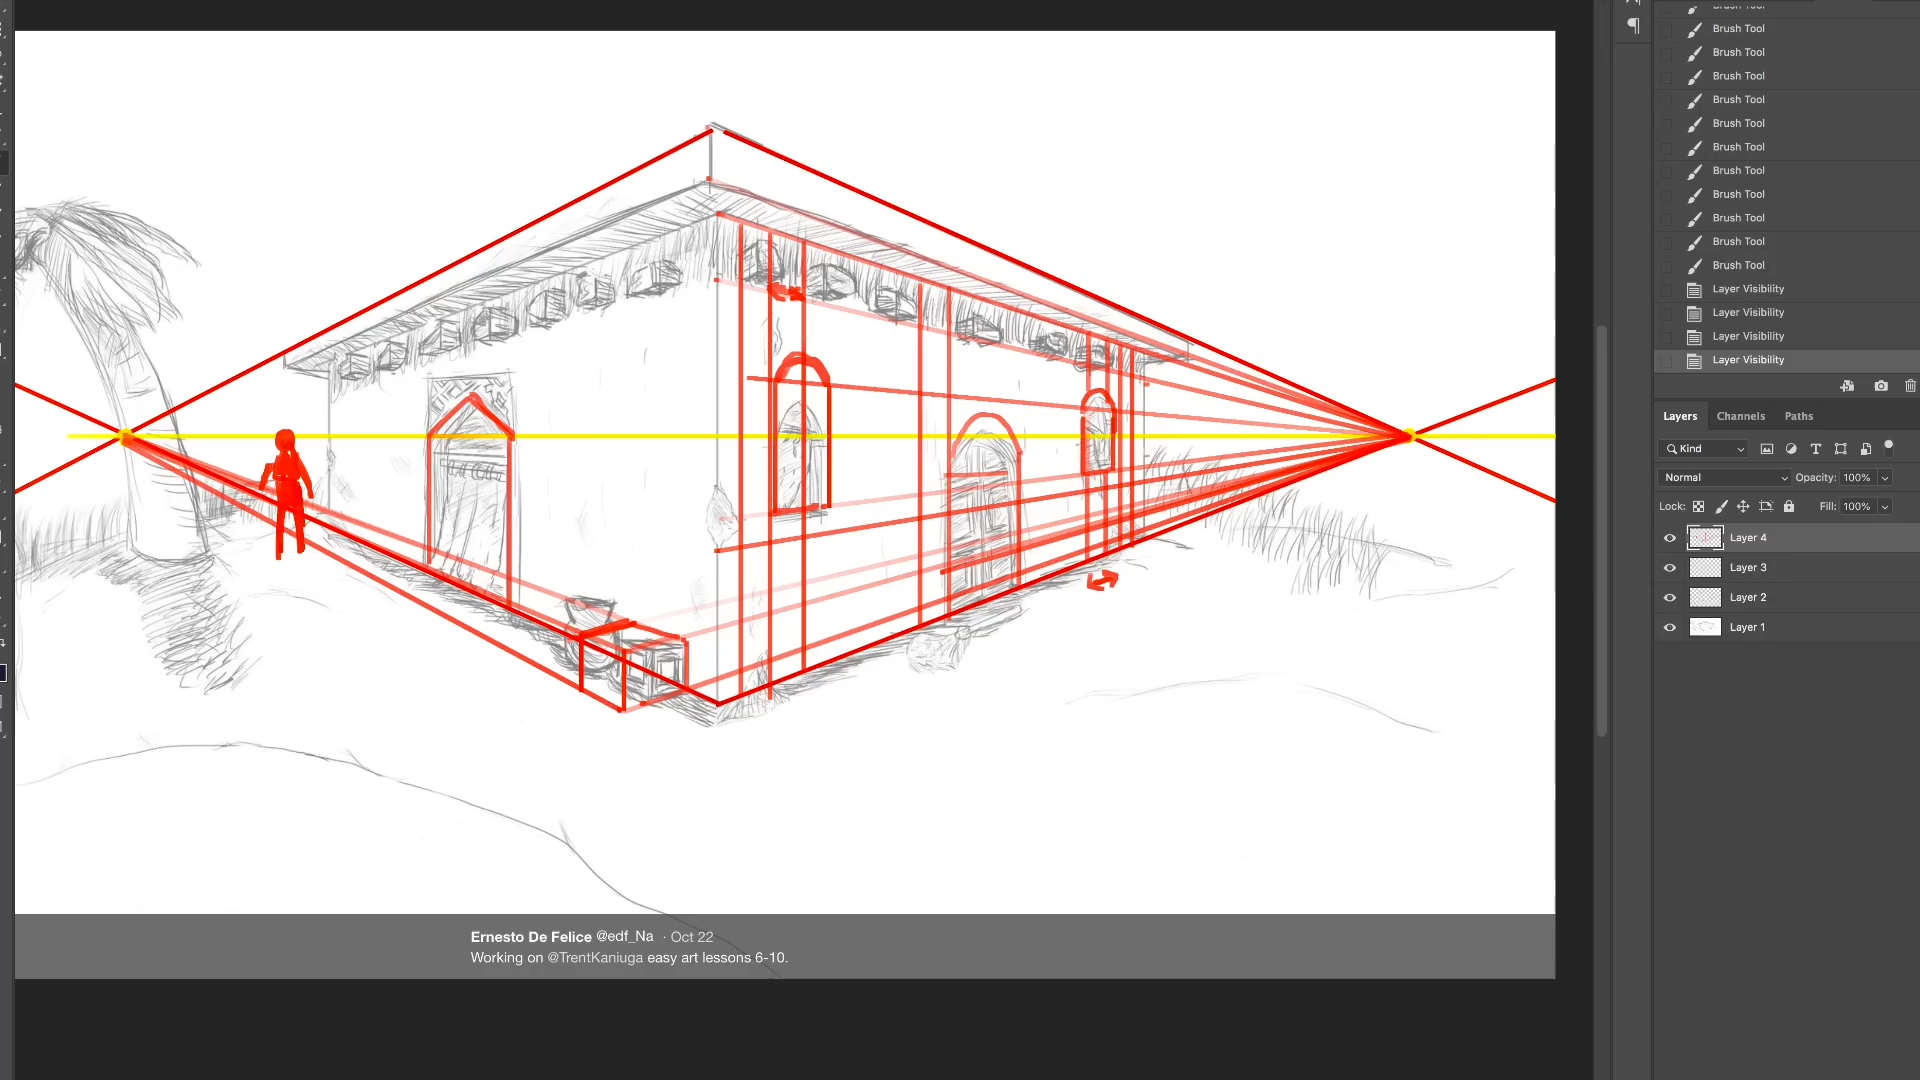 Brush Tool
Brush Tool
Brush Tool
Brush Tool
Brush Tool
Brush Tool
Brush Tool
Brush Tool
Brush Tool
Brush Tool
Brush Tool
Brush Tool
Layer Visibility
Layer Visibility
Layer Visibility
Layer Visibility
Layers Channels Paths
Kind
Normal Opacity: 100%
Lock: Fill: 100%
Layer 4
Layer 3
Layer 2
Layer 1
Ernesto De Felice @edf_Na · Oct 22
Working on @TrentKaniuga easy art lessons 6-10.